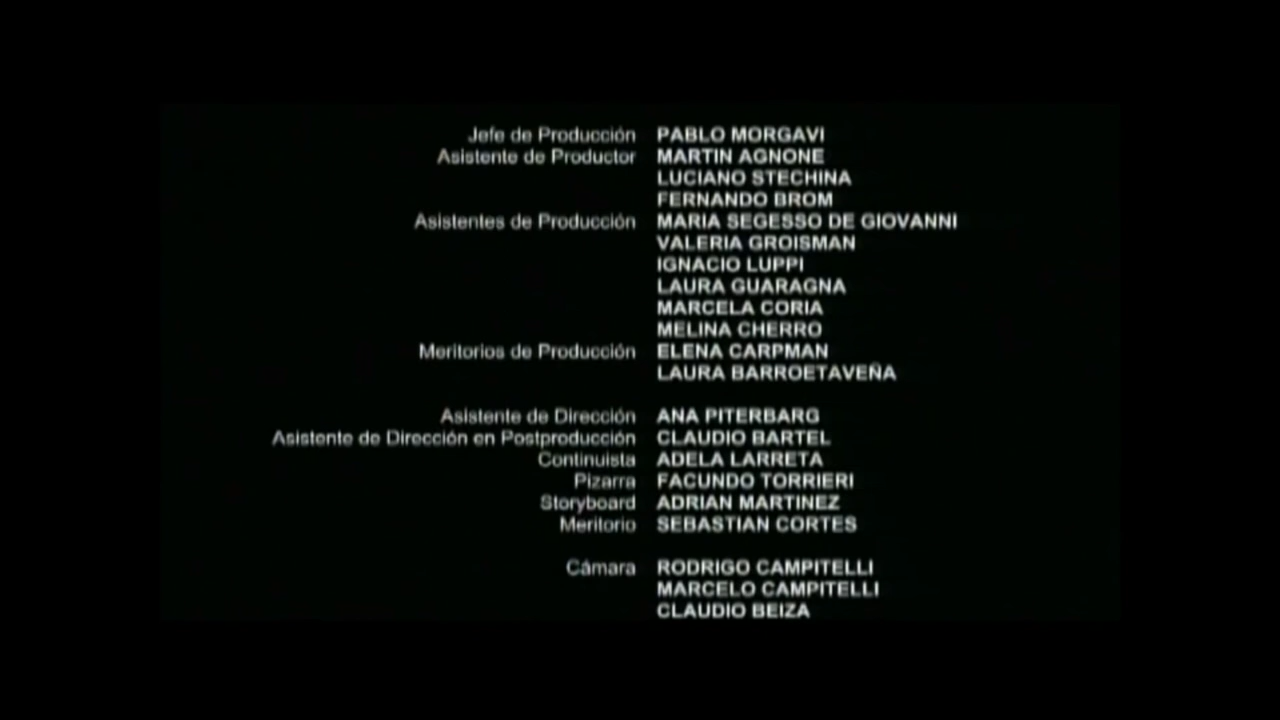 Jefe de Producción PABLO MORGAVI
Asistente de Productor MARTIN AGNONE
LUCIANO STECHINA
FERNANDO BROM
Asistentes de Producción MARIA SEGESSO DE GIOVANNI
VALERIA GROISMAN
IGNACIO LUPPI
LAURA GUARAGNA
MARCELA CORIA
MELINA CHERRO
Meritorios de Producción ELENA CARPMAN
LAURA BARROETAVEÑA
Asistente de Dirección ANA PITERBARG
Asistente de Dirección en Postproducción CLAUDIO BARTEL
Continuista ADELA LARRETA
Pizarra FACUNDO TORRIERI
Storyboard ADRIAN MARTINEZ
Meritorio SEBASTIAN CORTES
Cámara RODRIGO CAMPITELLI
MARCELO CAMPITELLI
CLAUDIO BEIZA